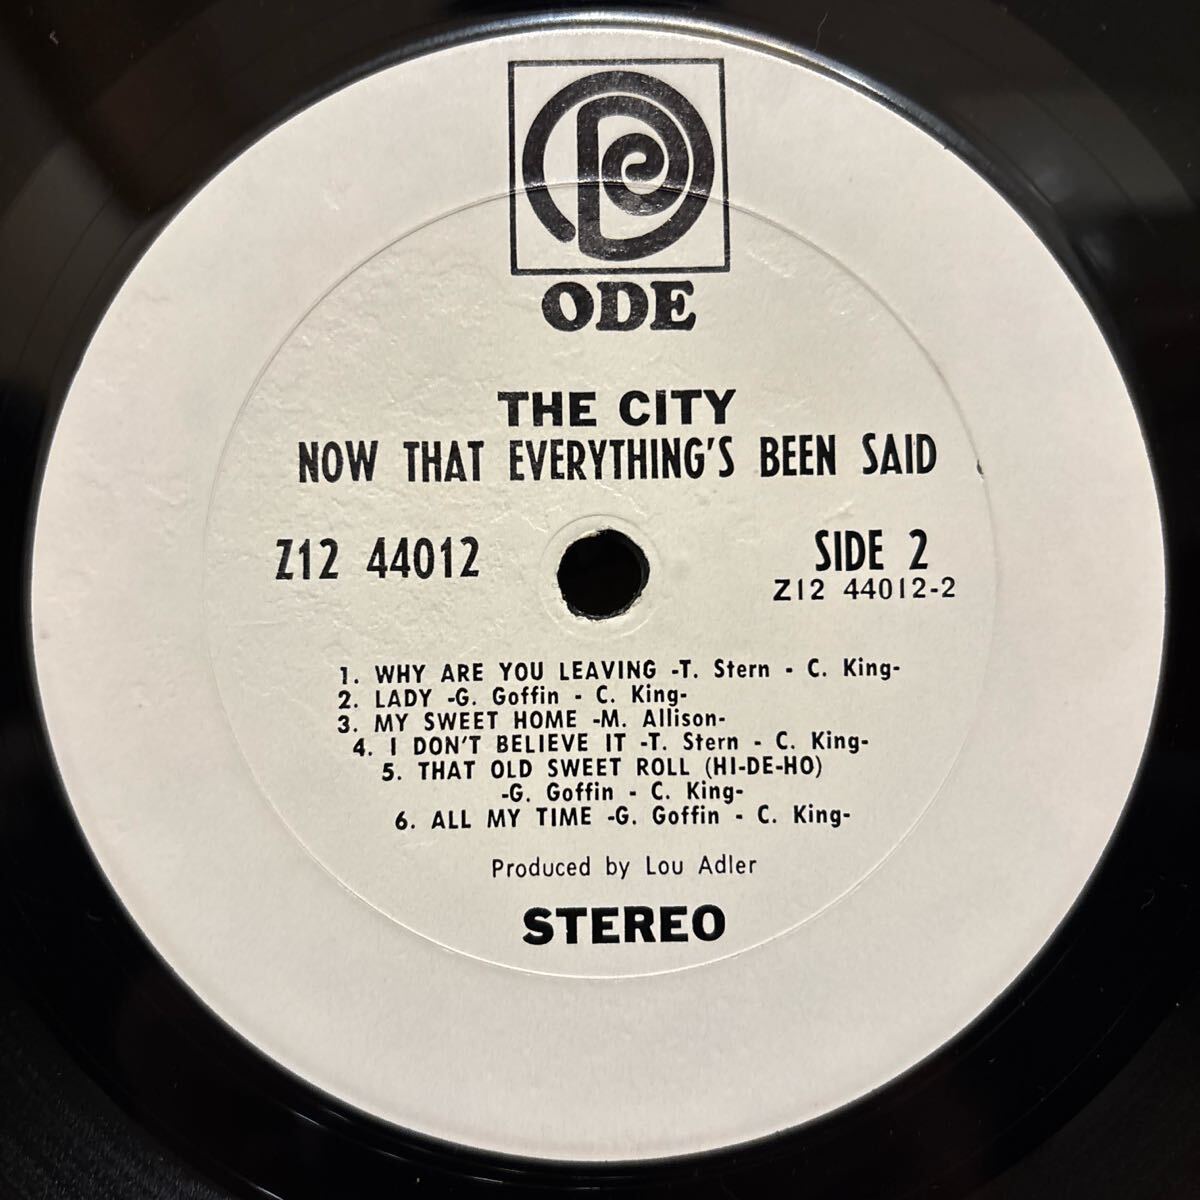 ODE
THE CITY
NOW THAT EVERYTHING'S BEEN SAID
Z12 44012
SIDE 2
Z12 44012-2
1. WHY ARE YOU LEAVING -T. Stern - C. King-
2. LADY -G. Goffin - C. King-
3. MY SWEET HOME -M. Allison-
4. I DON'T BELIEVE IT -T. Stern - C. King-
5. THAT OLD SWEET ROLL (HI-DE-HO)
-G. Goffin - C. King-
6. ALL MY TIME -G. Goffin - C. King-
Produced by Lou Adler
STEREO